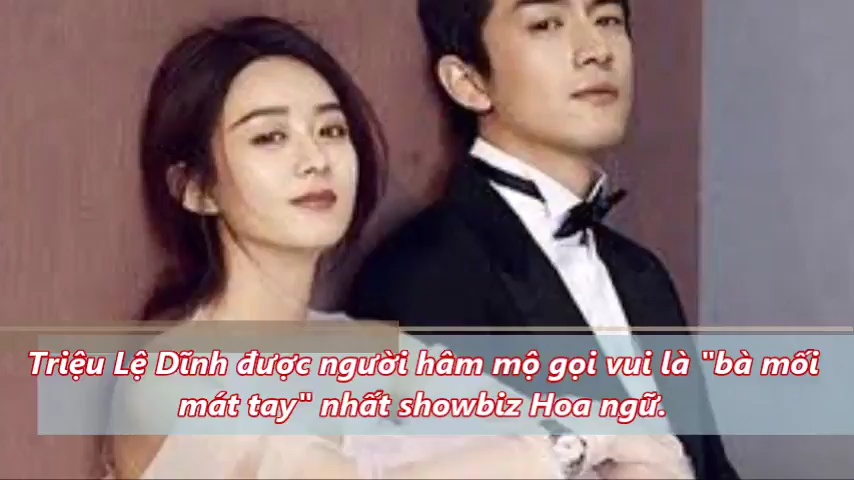 Triệu Lệ Dĩnh được người hâm mộ gọi vui là "bà mối
mát tay" nhất showbiz Hoa ngữ.